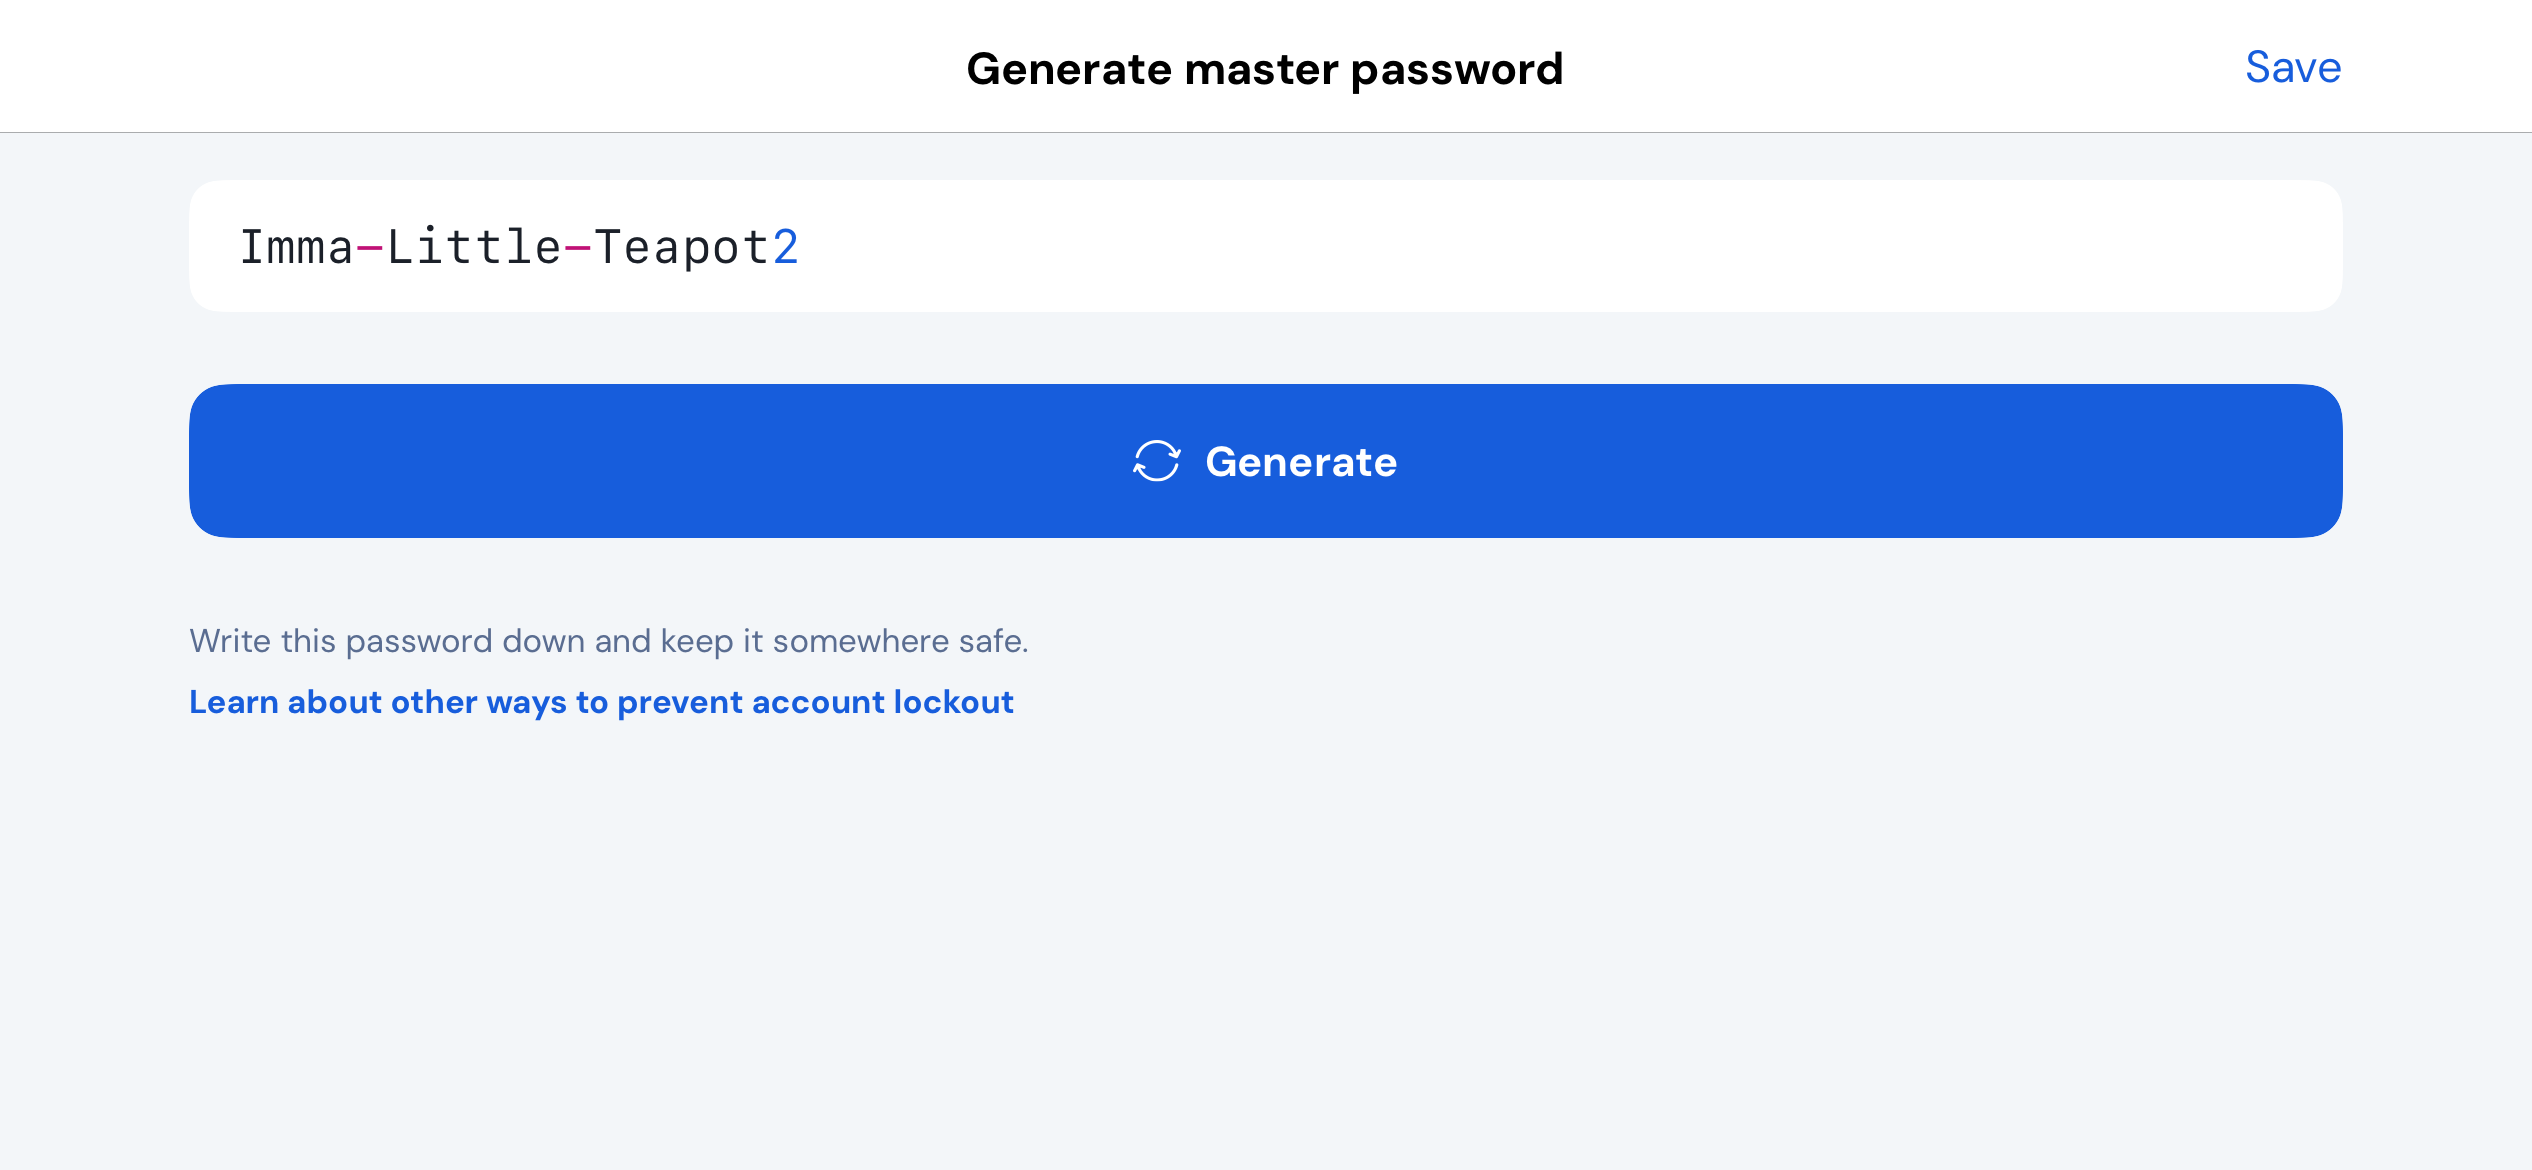 Generate master password
Save
Imma-Little-Teapot2
Generate
Write this password down and keep it somewhere safe.
Learn about other ways to prevent account lockout